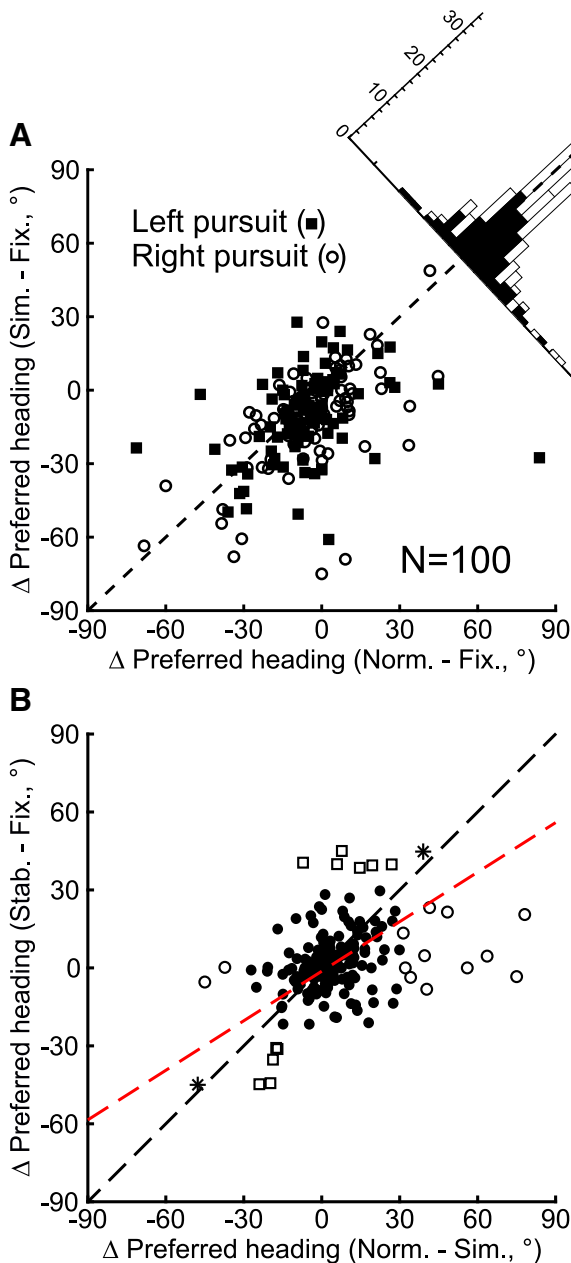 30
20
10
0
A
90
60
30
0
-30
-60
-90
Δ Preferred heading (Sim. - Fix., °)
Left pursuit (■)
Right pursuit (○)
N=100
-90 -60 -30 0 30 60 90
Δ Preferred heading (Norm. - Fix., °)
B
90
60
30
0
-30
-60
-90
Δ Preferred heading (Stab. - Fix., °)
-90 -60 -30 0 30 60 90
Δ Preferred heading (Norm. - Sim., °)